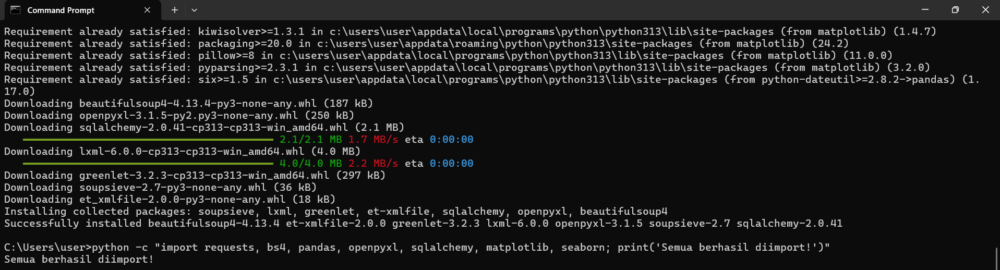 Command Prompt
Requirement already satisfied: kiwisolver>=1.3.1 in c:\users\user\appdata\local\programs\python\python313\lib\site-packages (from matplotlib) (1.4.7)
Requirement already satisfied: packaging>=20.0 in c:\users\user\appdata\roaming\python\python313\site-packages (from matplotlib) (24.2)
Requirement already satisfied: pillow>=8 in c:\users\user\appdata\local\programs\python\python313\lib\site-packages (from matplotlib) (11.0.0)
Requirement already satisfied: pyparsing>=2.3.1 in c:\users\user\appdata\local\programs\python\python313\lib\site-packages (from matplotlib) (3.2.0)
Requirement already satisfied: six>=1.5 in c:\users\user\appdata\local\programs\python\python313\lib\site-packages (from python-dateutil>=2.8.2->pandas) (1.
17.0)
Downloading beautifulsoup4-4.13.4-py3-none-any.whl (187 kB)
Downloading openpyxl-3.1.5-py2.py3-none-any.whl (250 kB)
Downloading sqlalchemy-2.0.41-cp313-cp313-win_amd64.whl (2.1 MB)
2.1/2.1 MB 1.7 MB/s eta 0:00:00
Downloading lxml-6.0.0-cp313-cp313-win_amd64.whl (4.0 MB)
4.0/4.0 MB 2.2 MB/s eta 0:00:00
Downloading greenlet-3.2.3-cp313-cp313-win_amd64.whl (297 kB)
Downloading soupsieve-2.7-py3-none-any.whl (36 kB)
Downloading et_xmlfile-2.0.0-py3-none-any.whl (18 kB)
Installing collected packages: soupsieve, lxml, greenlet, et-xmlfile, sqlalchemy, openpyxl, beautifulsoup4
Successfully installed beautifulsoup4-4.13.4 et-xmlfile-2.0.0 greenlet-3.2.3 lxml-6.0.0 openpyxl-3.1.5 soupsieve-2.7 sqlalchemy-2.0.41
C:\Users\user>python -c "import requests, bs4, pandas, openpyxl, sqlalchemy, matplotlib, seaborn; print('Semua berhasil diimport!')"
Semua berhasil diimport!